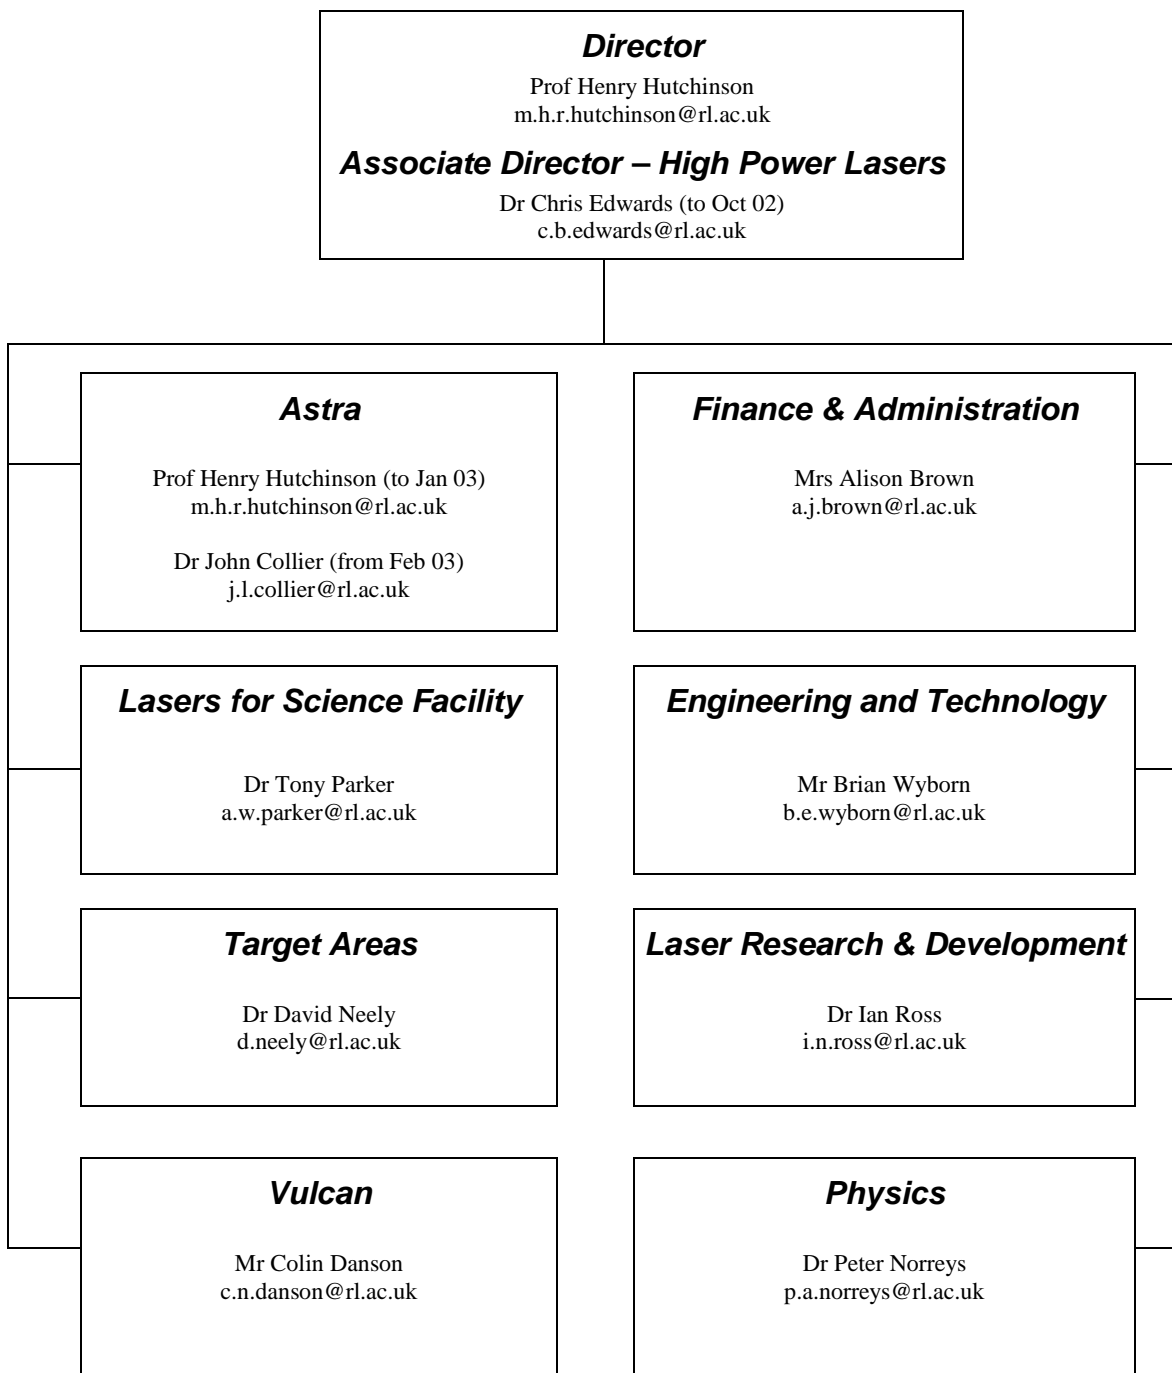 Director
Prof Henry Hutchinson
m.h.r.hutchinson@rl.ac.uk
Associate Director – High Power Lasers
Dr Chris Edwards (to Oct 02)
c.b.edwards@rl.ac.uk
Astra
Prof Henry Hutchinson (to Jan 03)
m.h.r.hutchinson@rl.ac.uk
Dr John Collier (from Feb 03)
j.l.collier@rl.ac.uk
Finance & Administration
Mrs Alison Brown
a.j.brown@rl.ac.uk
Lasers for Science Facility
Dr Tony Parker
a.w.parker@rl.ac.uk
Engineering and Technology
Mr Brian Wyborn
b.e.wyborn@rl.ac.uk
Target Areas
Dr David Neely
d.neely@rl.ac.uk
Laser Research & Development
Dr Ian Ross
i.n.ross@rl.ac.uk
Vulcan
Mr Colin Danson
c.n.danson@rl.ac.uk
Physics
Dr Peter Norreys
p.a.norreys@rl.ac.uk